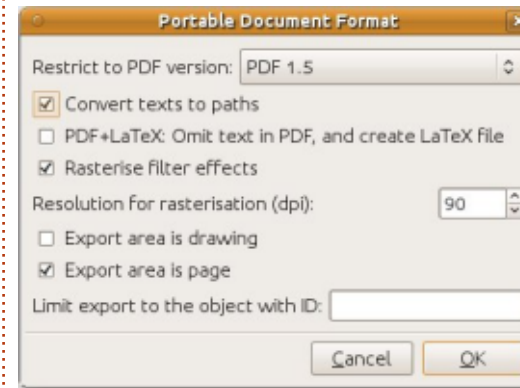 Portable Document Format
Restrict to PDF version: PDF 1.5
Convert texts to paths
PDF+LaTeX: Omit text in PDF, and create LaTeX file
Rasterise filter effects
Resolution for rasterisation (dpi): 90
Export area is drawing
Export area is page
Limit export to the object with ID:
Cancel OK